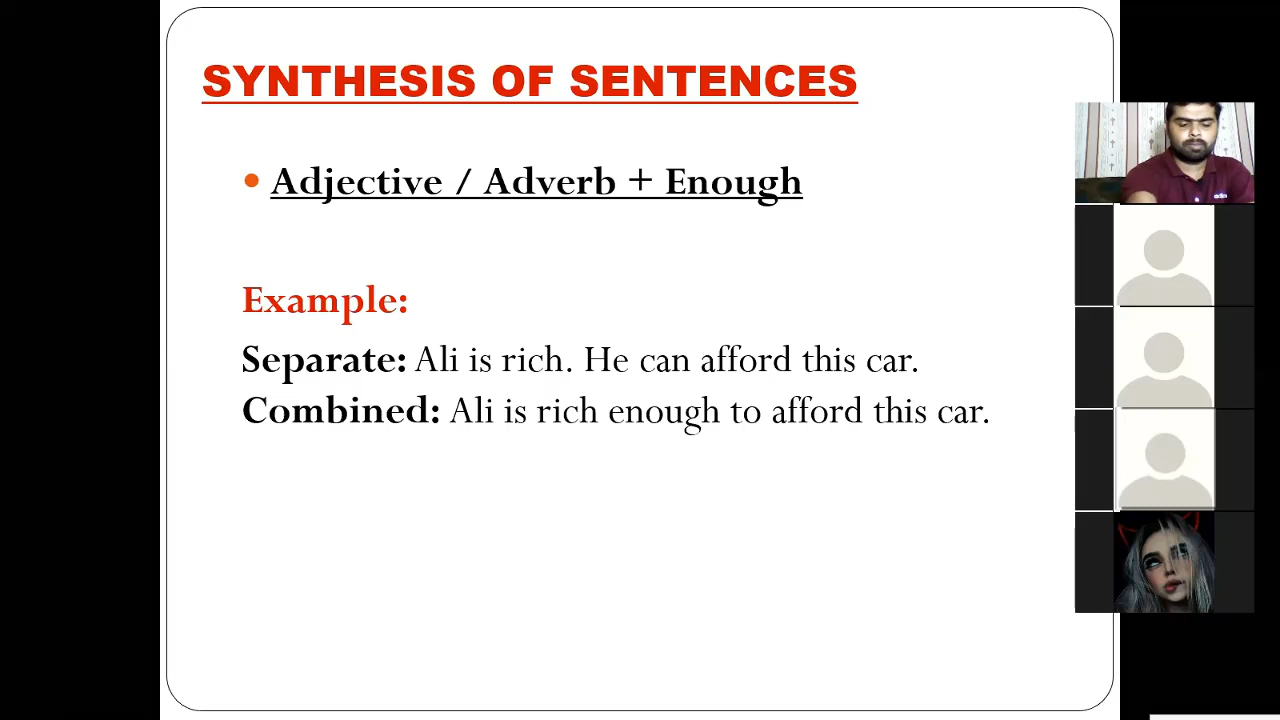 SYNTHESIS OF SENTENCES
• Adjective / Adverb + Enough
Example:
Separate: Ali is rich. He can afford this car.
Combined: Ali is rich enough to afford this car.